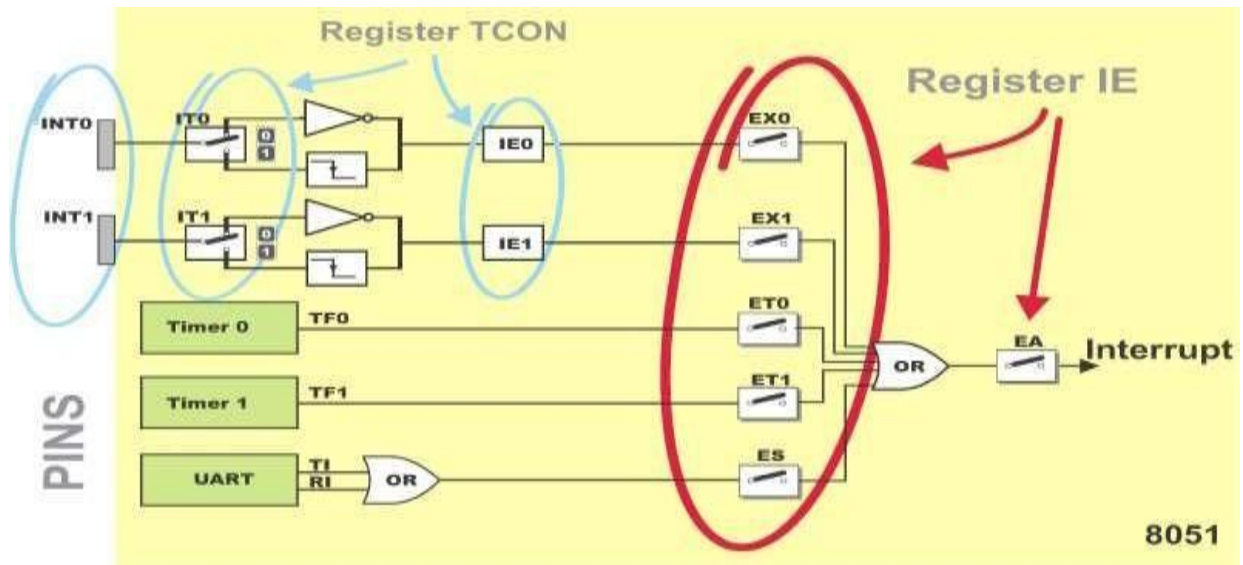 Register TCON
Register IE
INT0
IT0
0
1
IE0
EX0
INT1
IT1
0
1
IE1
EX1
Timer 0
TF0
ET0
OR
EA
Interrupt
Timer 1
TF1
ET1
UART
TI
RI
OR
ES
PINS
8051